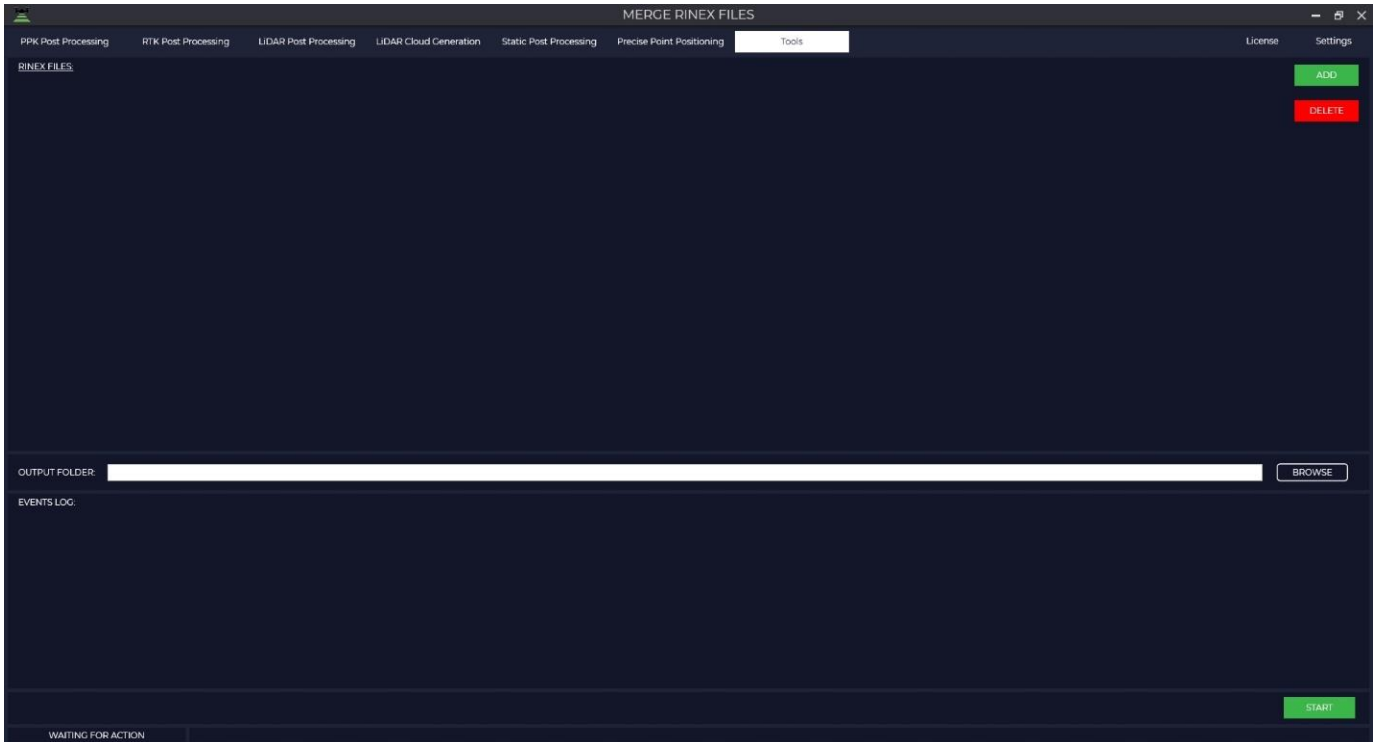 MERGE RINEX FILES
PPK Post Processing RTK Post Processing LiDAR Post Processing LiDAR Cloud Generation Static Post Processing Precise Point Positioning Tools License Settings
RINEX FILES:
ADD
DELETE
OUTPUT FOLDER: BROWSE
EVENTS LOG:
START
WAITING FOR ACTION